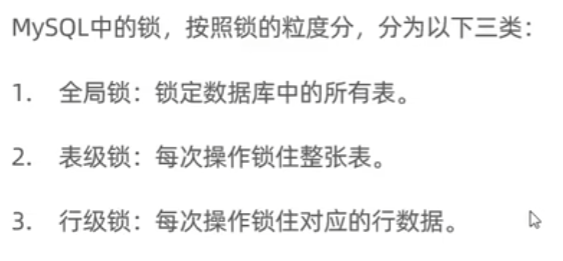 MySQL中的锁，按照锁的粒度分，分为以下三类：
1. 全局锁：锁定数据库中的所有表。
2. 表级锁：每次操作锁住整张表。
3. 行级锁：每次操作锁住对应的行数据。